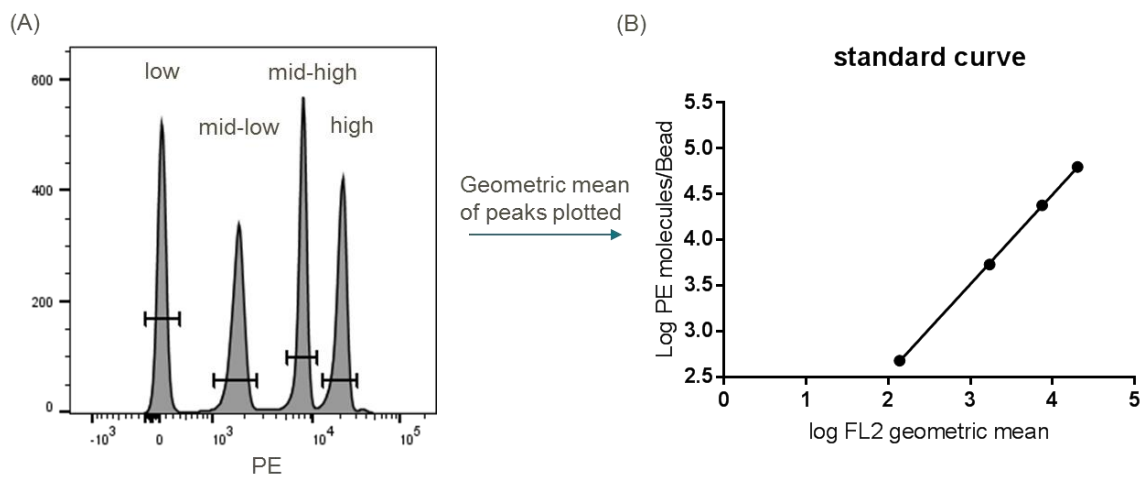 (A)
low
mid-high
mid-low
high
600
400
200
0
-10³
0
10³
10⁴
10⁵
PE
Geometric mean
of peaks plotted
(B)
standard curve
Log PE molecules/Bead
5.5
5.0
4.5
4.0
3.5
3.0
2.5
0
1
2
3
4
5
log FL2 geometric mean